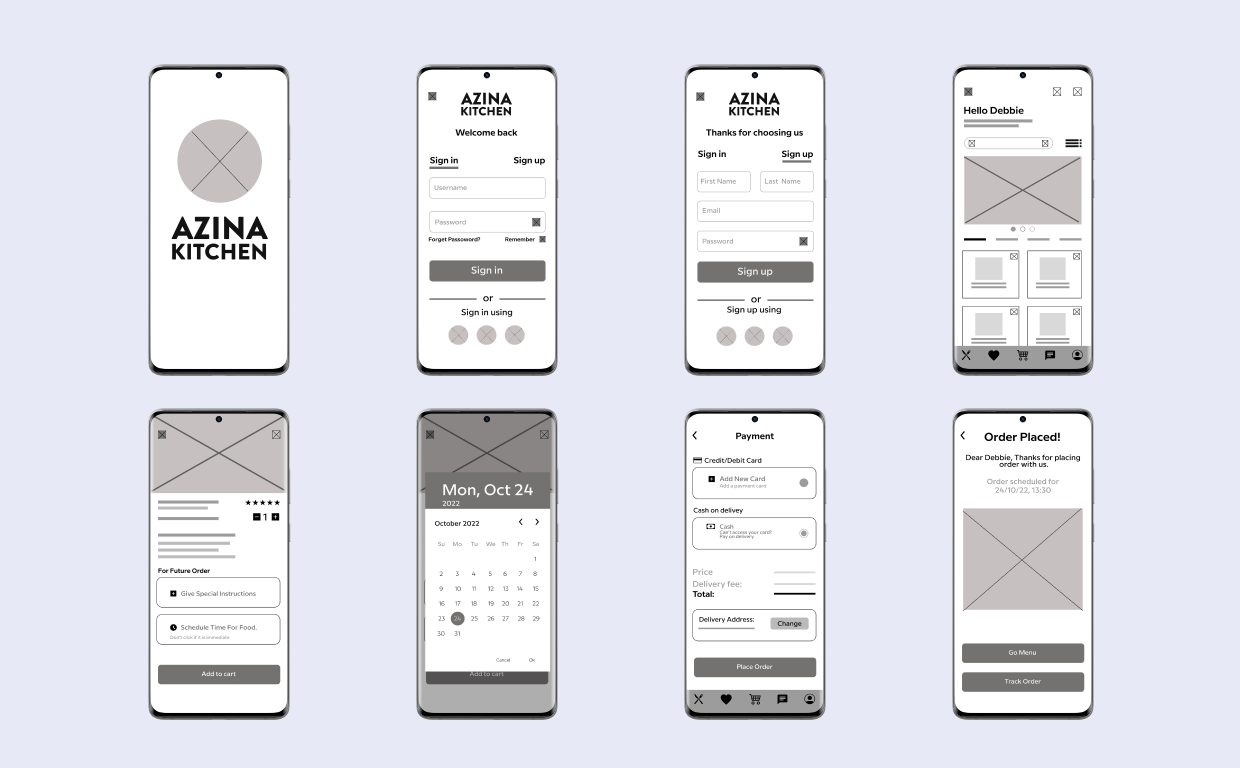 AZINA
KITCHEN
AZINA
KITCHEN
Welcome back
Sign in
Sign up
Username
Password
Forget Passoword?
Remember
Sign in
or
Sign in using
AZINA
KITCHEN
Thanks for choosing us
Sign in
Sign up
First Name
Last Name
Email
Password
Sign up
or
Sign up using
Hello Debbie
1
For Future Order
Give Special Instructions
Schedule Time For Food.
Don't click if it is immediate
Add to cart
Mon, Oct 24
2022
October 2022
Su Mo Tu We Th Fr Sa
1
2 3 4 5 6 7 8
9 10 11 12 13 14 15
16 17 18 19 20 21 22
23 24 25 26 27 28 29
30 31
Cancel Ok
Add to cart
Payment
Credit/Debit Card
Add New Card
Add a payment card
Cash on delivey
Cash
Can't access your card?
Pay on delivery
Price
Delivery fee:
Total:
Delivery Address:
Change
Place Order
Order Placed!
Dear Debbie, Thanks for placing
order with us.
Order scheduled for
24/10/22, 13:30
Go Menu
Track Order